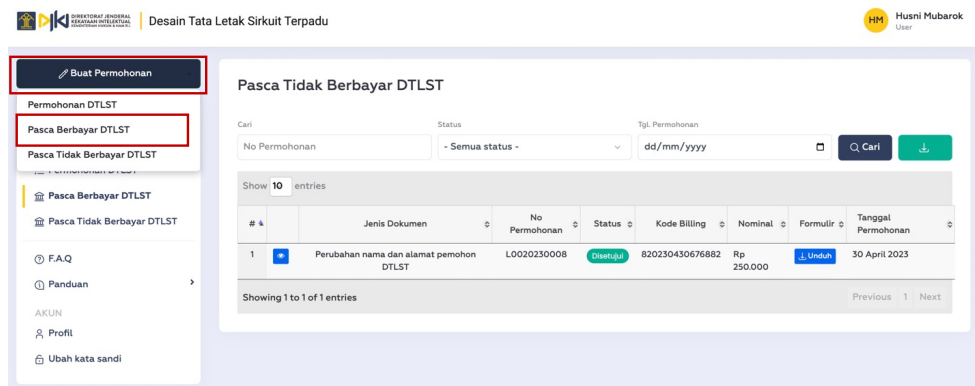 DIREKTORAT JENDERAL
KEKAYAAN INTELEKTUAL
Desain Tata Letak Sirkuit Terpadu
HM
Husni Mubarok
User
Buat Permohonan
Permohonan DTLST
Pasca Berbayar DTLST
Pasca Tidak Berbayar DTLST
Permohonan DTLST
Pasca Berbayar DTLST
Pasca Tidak Berbayar DTLST
F.A.Q
Panduan
AKUN
Profil
Ubah kata sandi
Pasca Tidak Berbayar DTLST
Cari
Status
Tgl. Permohonan
No Permohonan
- Semua status -
dd/mm/yyyy
Cari
Show 10 entries
# Jenis Dokumen No Permohonan Status Kode Billing Nominal Formulir Tanggal Permohonan
1 Perubahan nama dan alamat pemohon DTLST L0020230008 Disetujui 820230430676882 Rp 250.000 Unduh 30 April 2023
Showing 1 to 1 of 1 entries
Previous 1 Next